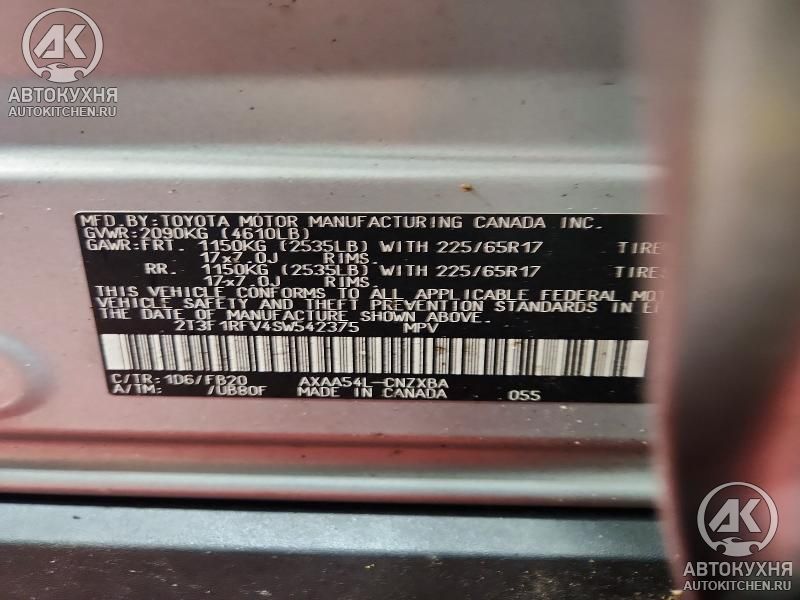 АК
АВТОКУХНЯ
AUTOKITCHEN.RU
MFD. BY: TOYOTA MOTOR MANUFACTURING CANADA INC.
GVWR: 2090KG (4610LB)
GAWR: FRT. 1150KG (2535LB) WITH 225/65R17 TIRES
17x7.0J RIMS.
RR. 1150KG (2535LB) WITH 225/65R17 TIRES
17x7.0J RIMS.
THIS VEHICLE CONFORMS TO ALL APPLICABLE FEDERAL MOT
VEHICLE SAFETY AND THEFT PREVENTION STANDARDS IN E
THE DATE OF MANUFACTURE SHOWN ABOVE.
2T3F1RFV4SW542375 MPV
C/TR: 1D6/FB20 AXAA54L-CNZXBA
A/TM: /UB80F MADE IN CANADA 055
АК
АВТОКУХНЯ
AUTOKITCHEN.RU